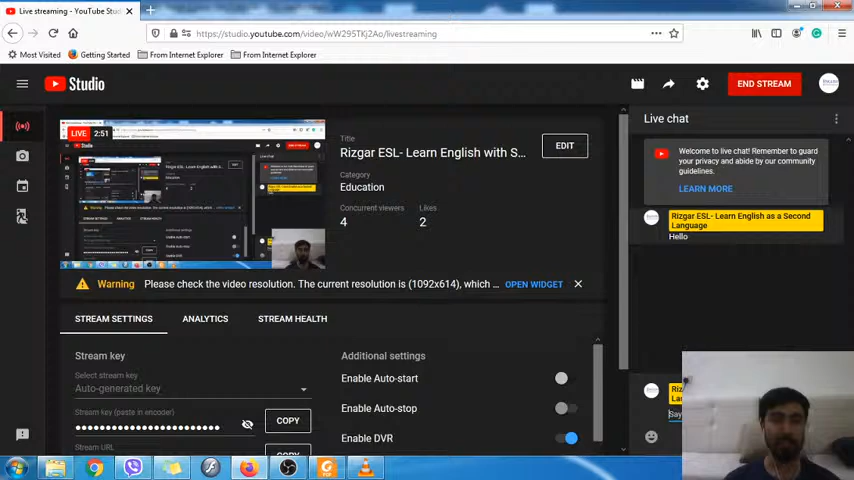 Live streaming - YouTube Studio
https://studio.youtube.com/video/wW295TKj2Ao/livestreaming
Most Visited
Getting Started
From Internet Explorer
From Internet Explorer
Studio
END STREAM
LIVE
2:51
Title
Rizgar ESL- Learn English with S...
EDIT
Category
Education
Concurrent viewers
Likes
4
2
Warning
Please check the video resolution. The current resolution is (1092x614), which ...
OPEN WIDGET
STREAM SETTINGS
ANALYTICS
STREAM HEALTH
Stream key
Select stream key
Auto-generated key
Stream key (paste in encoder)
COPY
Stream URL
Additional settings
Enable Auto-start
Enable Auto-stop
Enable DVR
Live chat
Welcome to live chat! Remember to guard
your privacy and abide by our community
guidelines.
LEARN MORE
Rizgar ESL- Learn English as a Second
Language
Hello